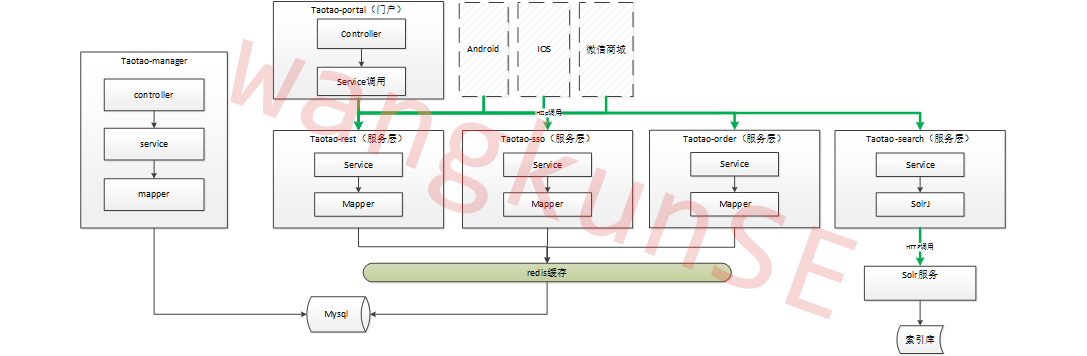 Taotao-portal（门户）
Controller
Service调用
Android
IOS
微信商城
Taotao-manager
controller
service
mapper
Http调用
Taotao-rest（服务层）
Service
Mapper
Taotao-sso（服务层）
Service
Mapper
Taotao-order（服务层）
Service
Mapper
Taotao-search（服务层）
Service
SolrJ
HTTP调用
redis缓存
Solr服务
Mysql
索引库
wangkunSE